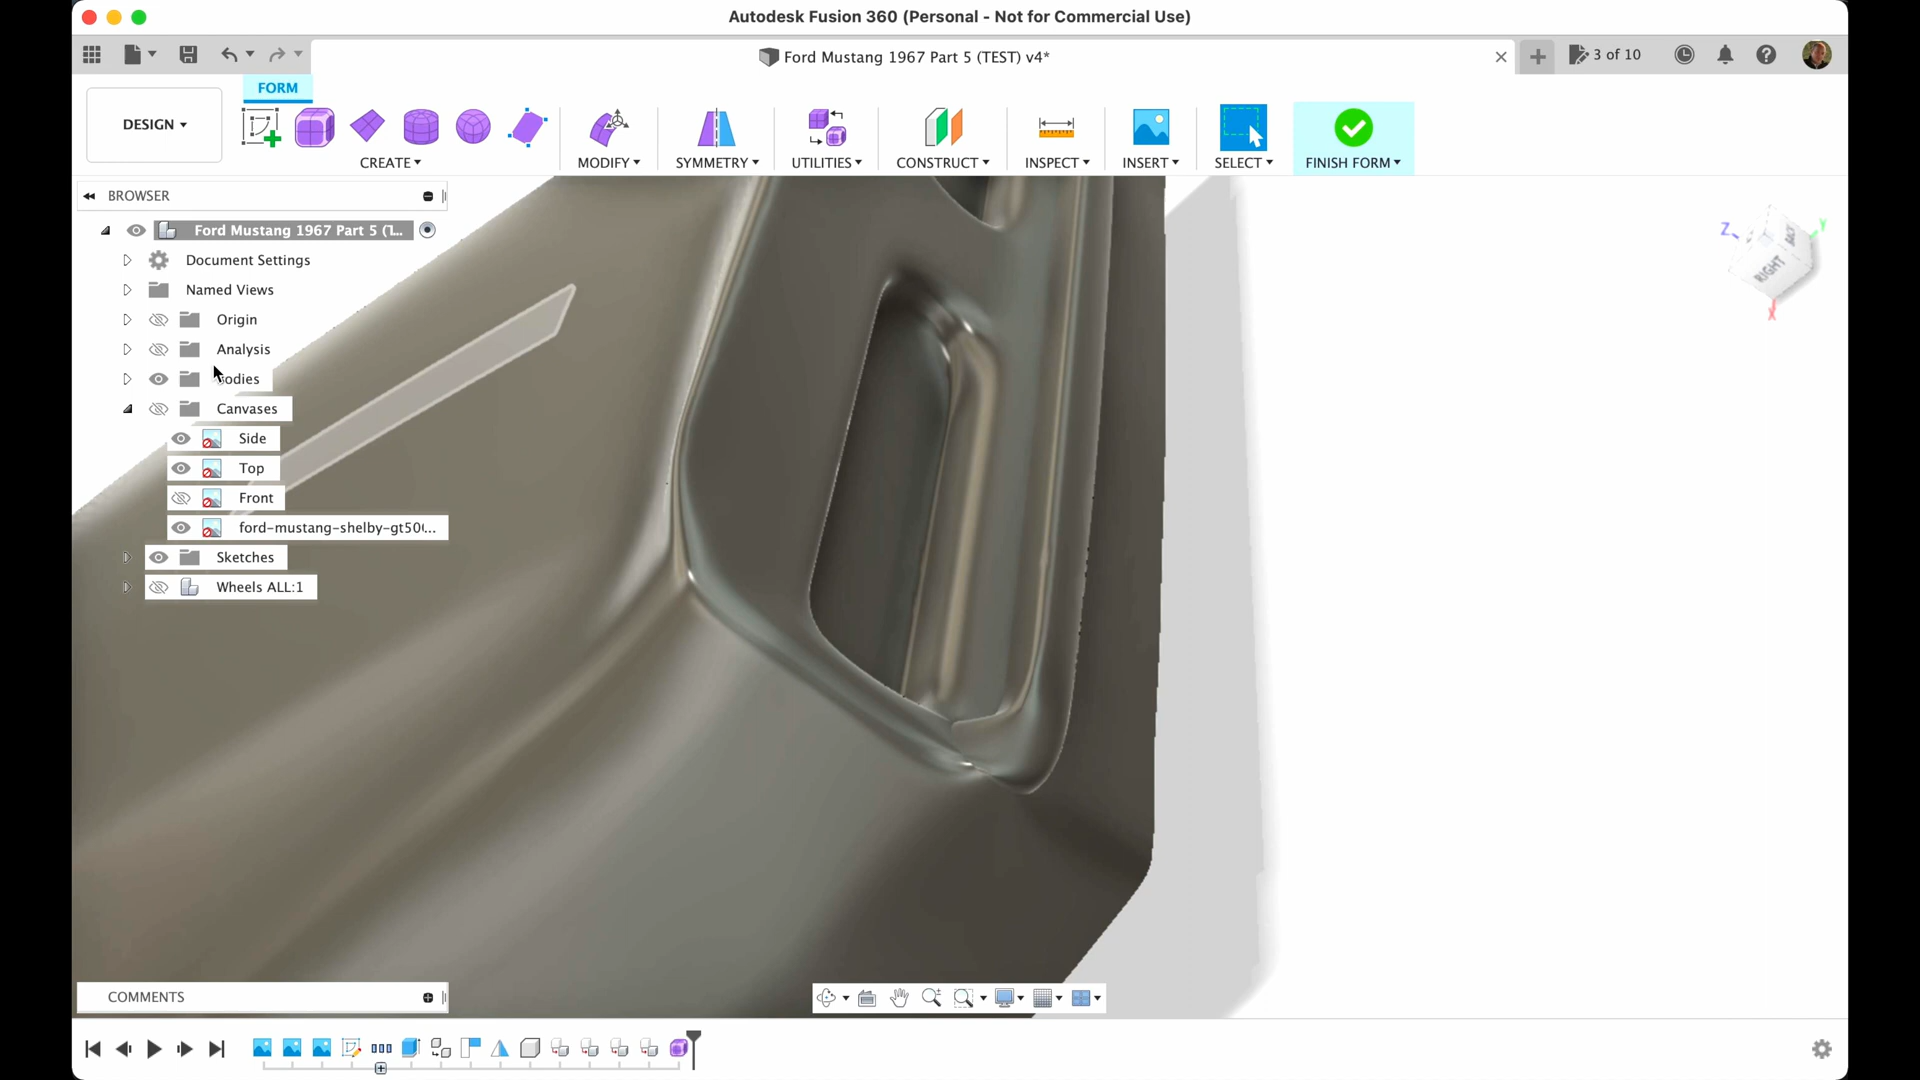 Autodesk Fusion 360 (Personal - Not for Commercial Use)
Ford Mustang 1967 Part 5 (TEST) v4*
3 of 10
FORM
DESIGN
CREATE
MODIFY
SYMMETRY
UTILITIES
CONSTRUCT
INSPECT
INSERT
SELECT
FINISH FORM
BROWSER
Ford Mustang 1967 Part 5 (T...
Document Settings
Named Views
Origin
Analysis
odies
Canvases
Side
Top
Front
ford-mustang-shelby-gt50(...
Sketches
Wheels ALL:1
Z
Y
BACK
RIGHT
X
COMMENTS